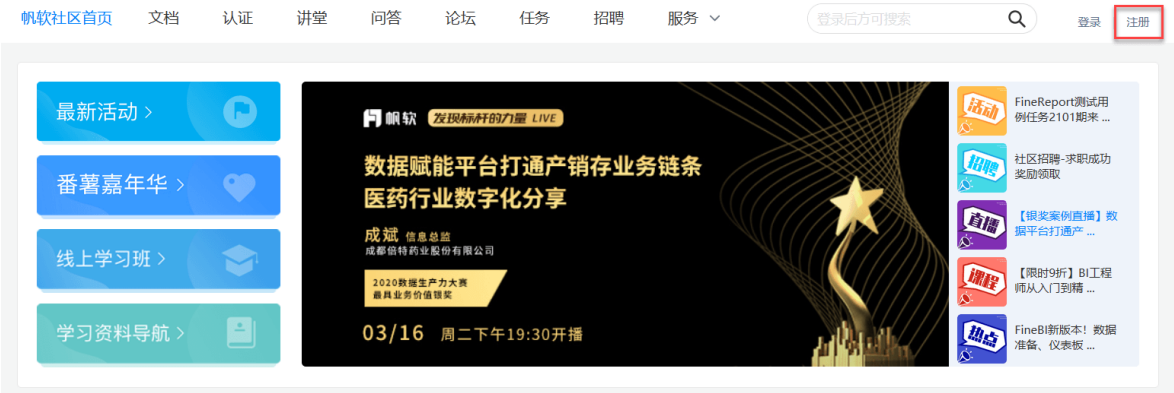 帆软社区首页 文档 认证 讲堂 问答 论坛 任务 招聘 服务 登录后方可搜索 登录 注册
最新活动
番薯嘉年华
线上学习班
学习资料导航
帆软 发现标杆的力量 LIVE
数据赋能平台打通产销存业务链条
医药行业数字化分享
成斌 信息总监
成都倍特药业股份有限公司
2020数据生产力大赛
最具业务价值银奖
03/16 周二下午19:30开播
活动
FineReport测试用
例任务2101期来 ...
招聘
社区招聘-求职成功
奖励领取
直播
【银奖案例直播】数
据平台打通产 ...
课程
【限时9折】BI工程
师从入门到精 ...
热点
FineBI新版本！数据
准备、仪表板 ...